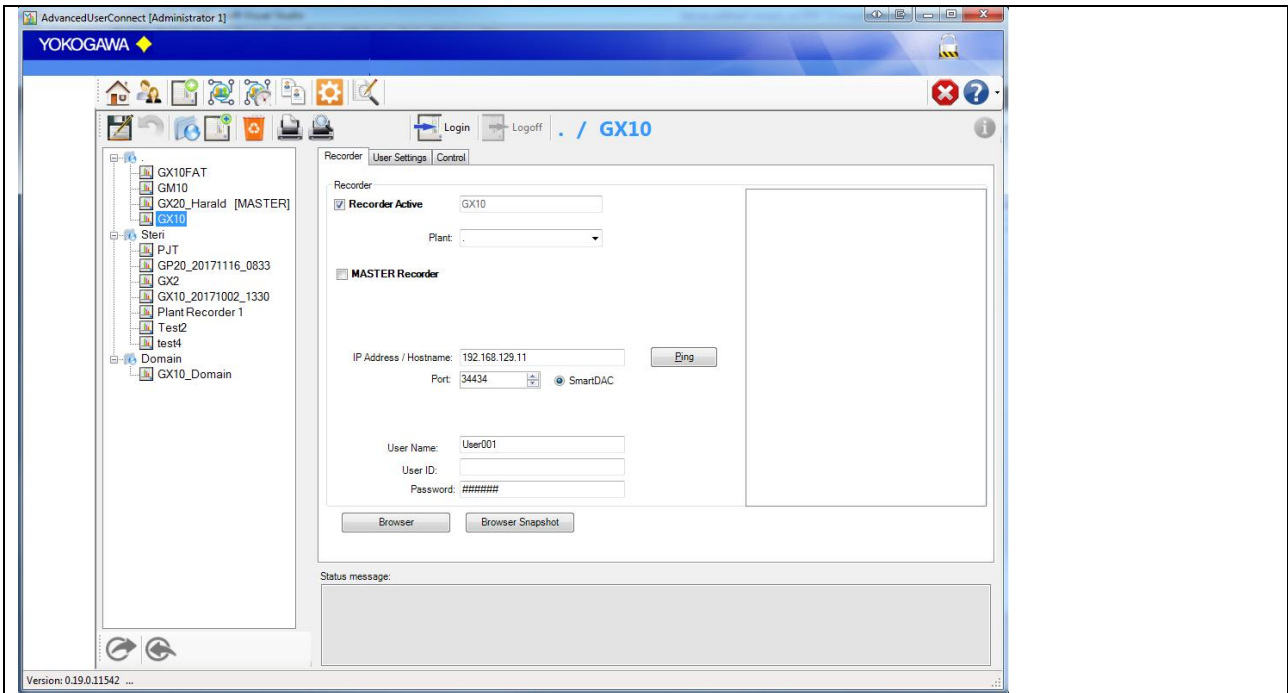 AdvancedUserConnect [Administrator 1]
YOKOGAWA
Login
Logoff
. / GX10
.
GX10FAT
GM10
GX20_Harald [MASTER]
GX10
Steri
PJT
GP20_20171116_0833
GX2
GX10_20171002_1330
Plant Recorder 1
Test2
test4
Domain
GX10_Domain
Recorder User Settings Control
Recorder
Recorder Active GX10
Plant: .
MASTER Recorder
IP Address / Hostname: 192.168.129.11 Ping
Port: 34434 SmartDAC
User Name: User001
User ID:
Password: ######
Browser Browser Snapshot
Status message:
Version: 0.19.0.11542 ...